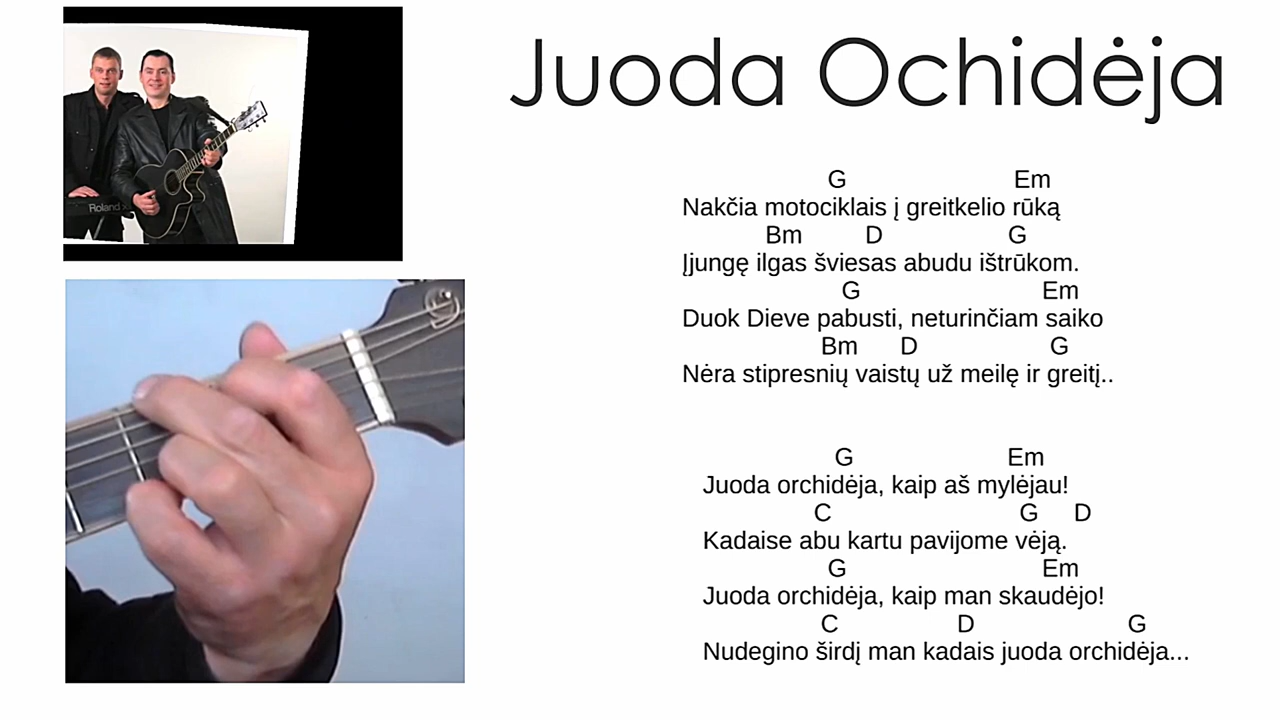 Juoda Ochidėja
Roland
G Em
Nakčia motociklais į greitkelio rūką
Bm D G
Įjungę ilgas šviesas abudu ištrūkom.
G Em
Duok Dieve pabusti, neturinčiam saiko
Bm D G
Nėra stipresnių vaistų už meilę ir greitį..
G Em
Juoda orchidėja, kaip aš mylėjau!
C G D
Kadaise abu kartu pavijome vėją.
G Em
Juoda orchidėja, kaip man skaudėjo!
C D G
Nudegino širdį man kadais juoda orchidėja...